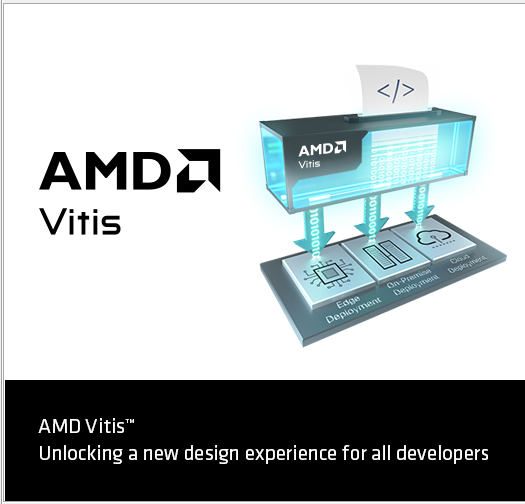 </>
AMD
Vitis
AMD
Vitis
Edge
Deployment
On-Premise
Deployment
Cloud
Deployment
AMD Vitis™
Unlocking a new design experience for all developers